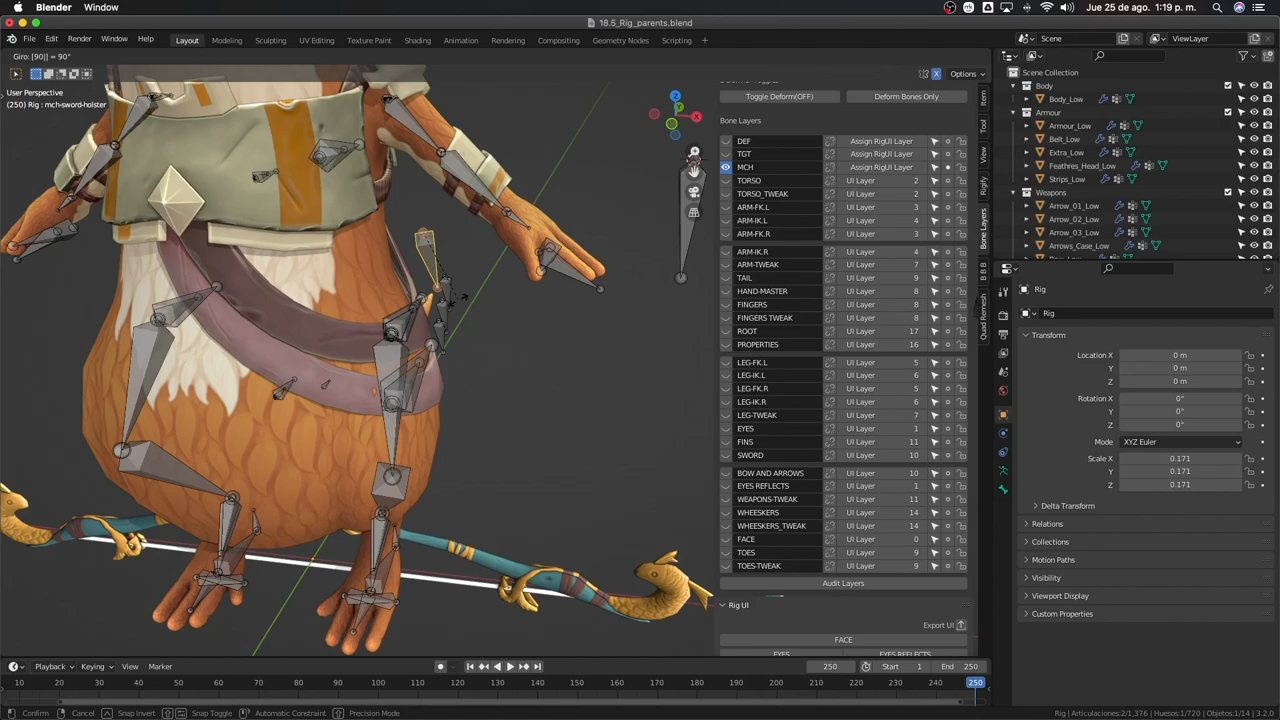 Blender Window
Jue 25 de ago. 1:19 p. m.
18.5_Rig_parents.blend
File Edit Render Window Help
Layout Modeling Sculpting UV Editing Texture Paint Shading Animation Rendering Compositing Geometry Nodes Scripting +
Scene
ViewLayer
Giro: [90|] = 90°
X
Options
User Perspective
(250) Rig : mch-sword-holster
Z
Y
X
Toggle Deform(OFF) Deform Bones Only
Bone Layers
DEF Assign RigUI Layer
TGT Assign RigUI Layer
MCH Assign RigUI Layer
TORSO UI Layer 2
TORSO_TWEAK UI Layer 2
ARM-FK.L UI Layer 3
ARM-IK.L UI Layer 4
ARM-FK.R UI Layer 3
ARM-IK.R UI Layer 4
ARM-TWEAK UI Layer 7
TAIL UI Layer 9
HAND-MASTER UI Layer 8
FINGERS UI Layer 8
FINGERS TWEAK UI Layer 8
ROOT UI Layer 17
PROPERTIES UI Layer 16
LEG-FK.L UI Layer 5
LEG-IK.L UI Layer 6
LEG-FK.R UI Layer 5
LEG-IK.R UI Layer 6
LEG-TWEAK UI Layer 7
EYES UI Layer 1
FINS UI Layer 11
SWORD UI Layer 10
BOW AND ARROWS UI Layer 10
EYES REFLECTS UI Layer 1
WEAPONS-TWEAK UI Layer 11
WHEESKERS UI Layer 14
WHEESKERS_TWEAK UI Layer 14
FACE UI Layer 0
TOES UI Layer 9
TOES-TWEAK UI Layer 9
Audit Layers
Rig UI
Export UI
FACE
Item
Tool
View
Rigify
Bone Layers
B B B
Quad Remesh
Scene Collection
Body
Body_Low
Armour
Armour_Low
Belt_Low
Extra_Low
Feathres_Head_Low
Strips_Low
Weapons
Arrow_01_Low
Arrow_02_Low
Arrow_03_Low
Arrows_Case_Low
Rig
Rig
Transform
Location X 0 m
Y 0 m
Z 0 m
Rotation X 0°
Y 0°
Z 0°
Mode XYZ Euler
Scale X 0.171
Y 0.171
Z 0.171
Delta Transform
Relations
Collections
Motion Paths
Visibility
Viewport Display
Custom Properties
Playback Keying View Marker
250
Start 1
End 250
10 20 30 40 50 60 70 80 90 100 110 120 130 140 150 160 170 180 190 200 210 220 230 240 250
Confirm Cancel Snap Invert Snap Toggle Automatic Constraint Precision Mode
Rig | Articulaciones:2/1,376 | Huesos:1/720 | Objetos:1/14 | 3.2.0